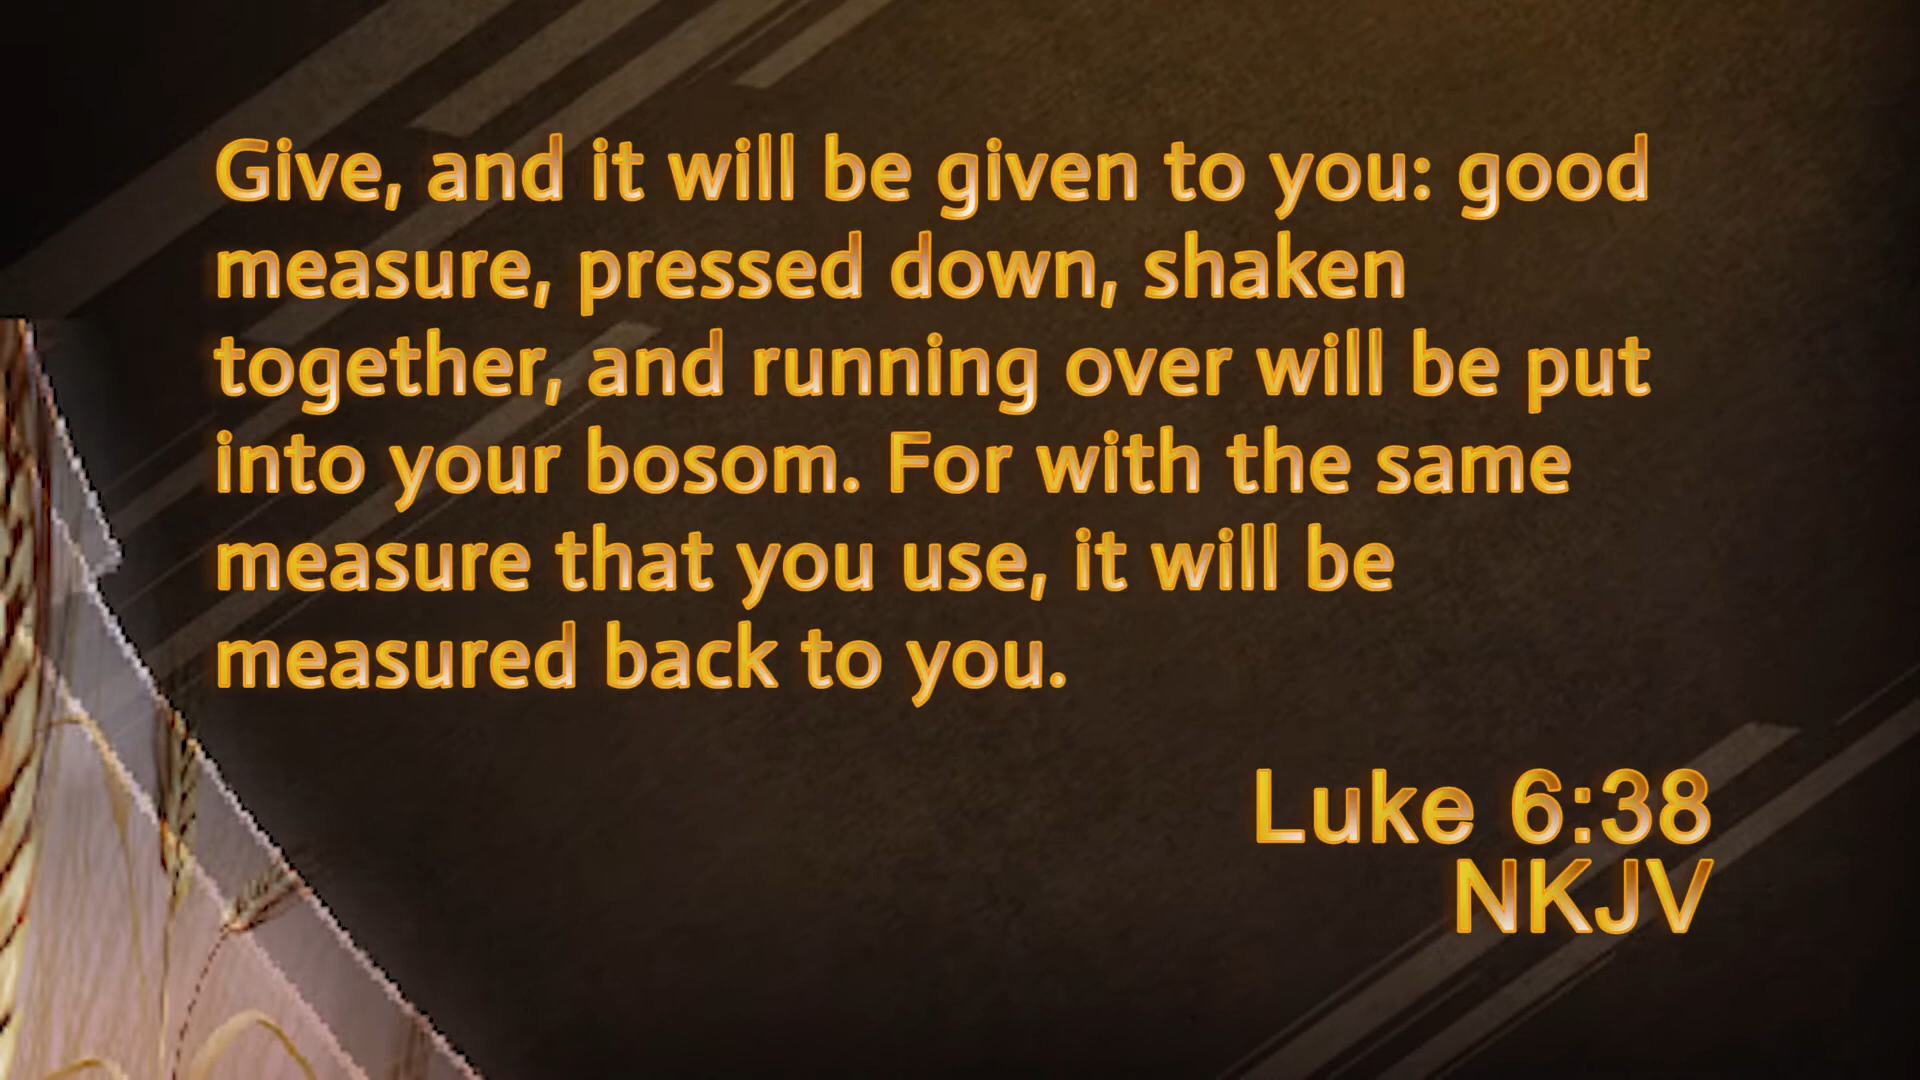 Give, and it will be given to you: good
measure, pressed down, shaken
together, and running over will be put
into your bosom. For with the same
measure that you use, it will be
measured back to you.
Luke 6:38
NKJV